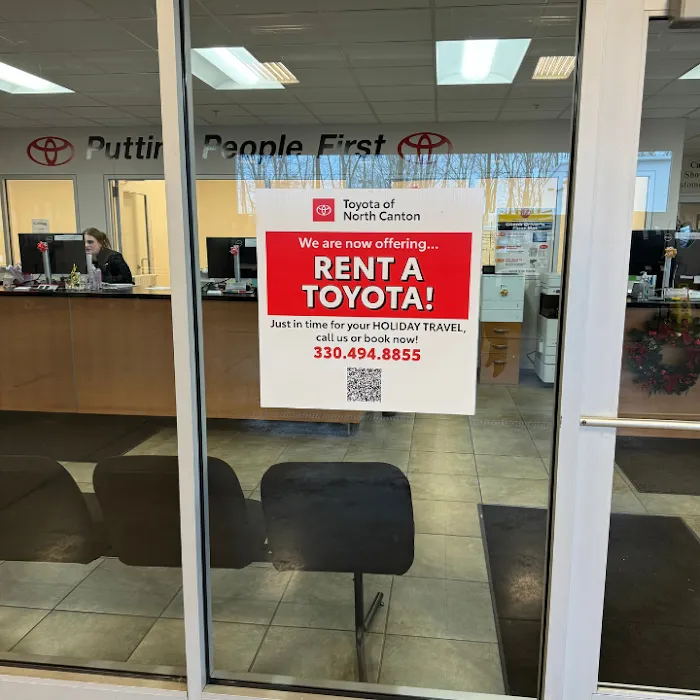 Putting People First
Toyota of
North Canton
We are now offering...
RENT A
TOYOTA!
Just in time for your HOLIDAY TRAVEL,
call us or book now!
330.494.8855